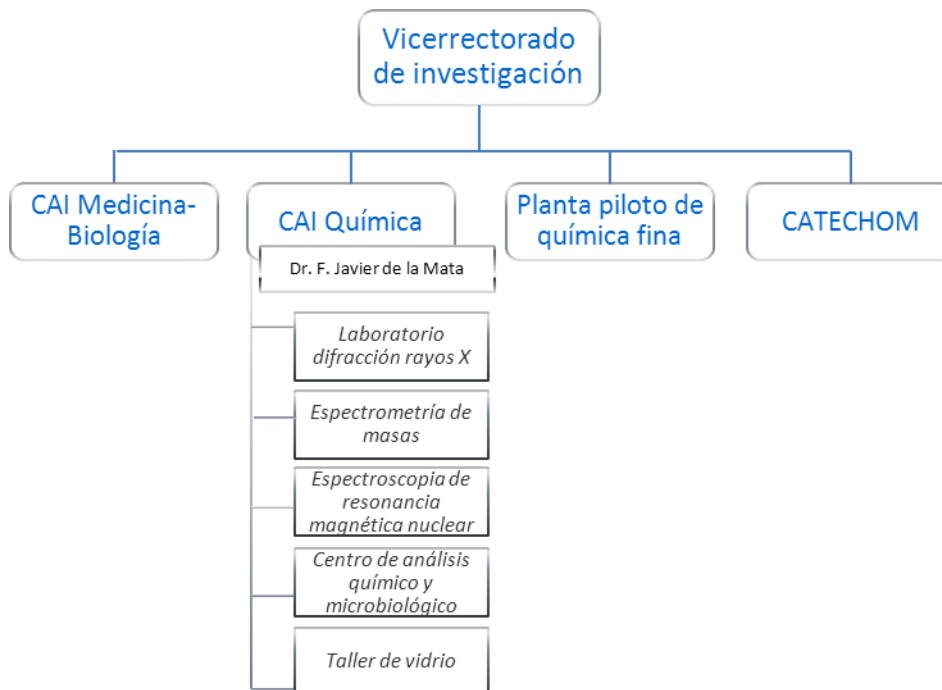 Vicerrectorado
de investigación
CAI Medicina-
Biología
CAI Química
Planta piloto de
química fina
CATECHOM
Dr. F. Javier de la Mata
Laboratorio
difracción rayos X
Espectrometría de
masas
Espectroscopia de
resonancia
magnética nuclear
Centro de análisis
químico y
microbiológico
Taller de vidrio